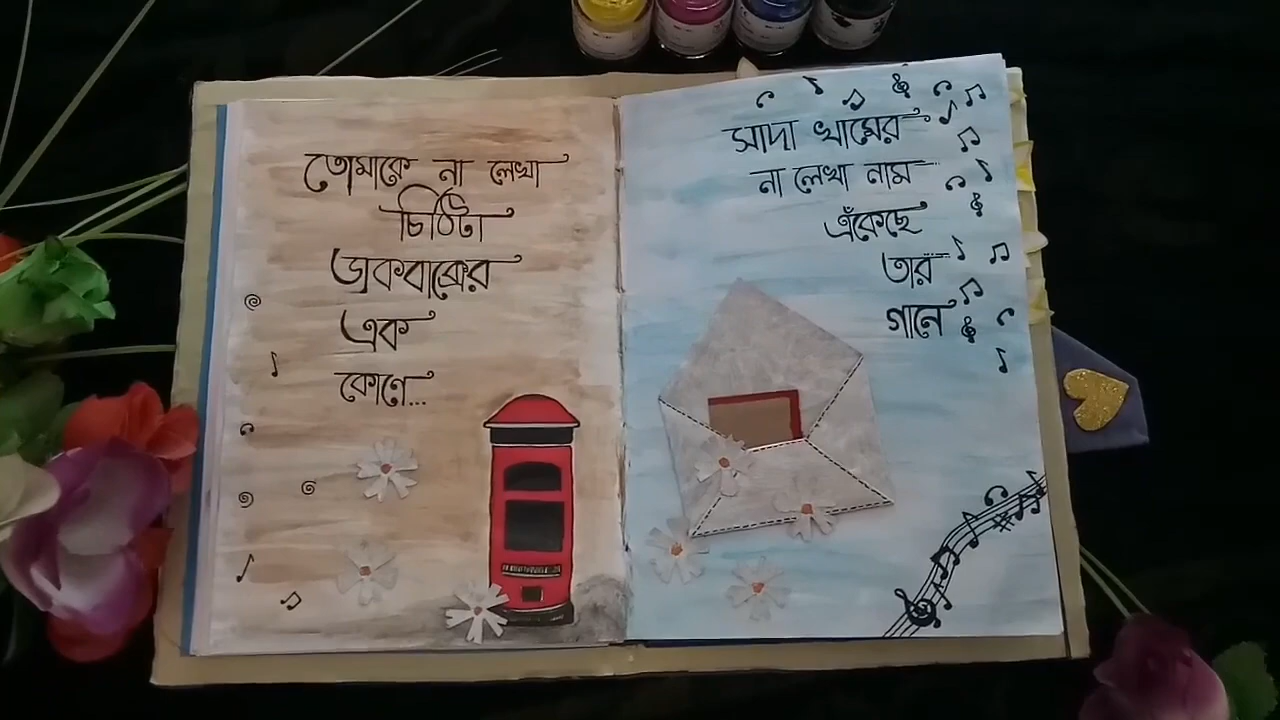 তোমাকে না লেখা
চিঠিটা
ডাকবাক্সের
এক
কোণে...
সাদা খামের
না লেখা নাম
এঁকেছে
তার
গানে